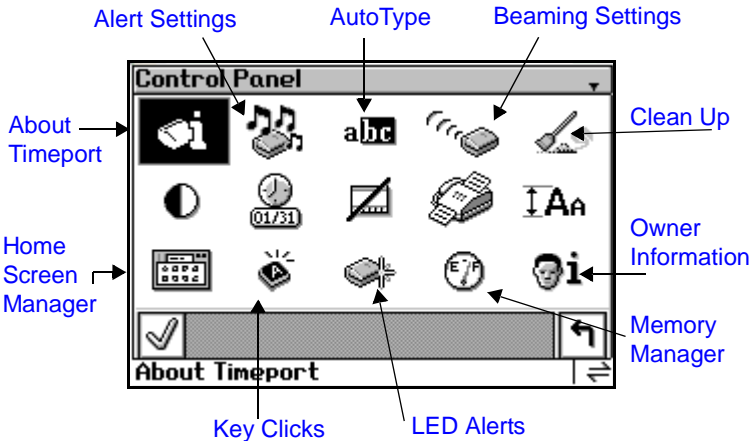 Alert Settings
AutoType
Beaming Settings
Control Panel
About
Timeport
i
abc
Clean Up
01/31
AA
Home
Screen
Manager
A
E F
i
Owner
Information
Memory
Manager
About Timeport
Key Clicks
LED Alerts